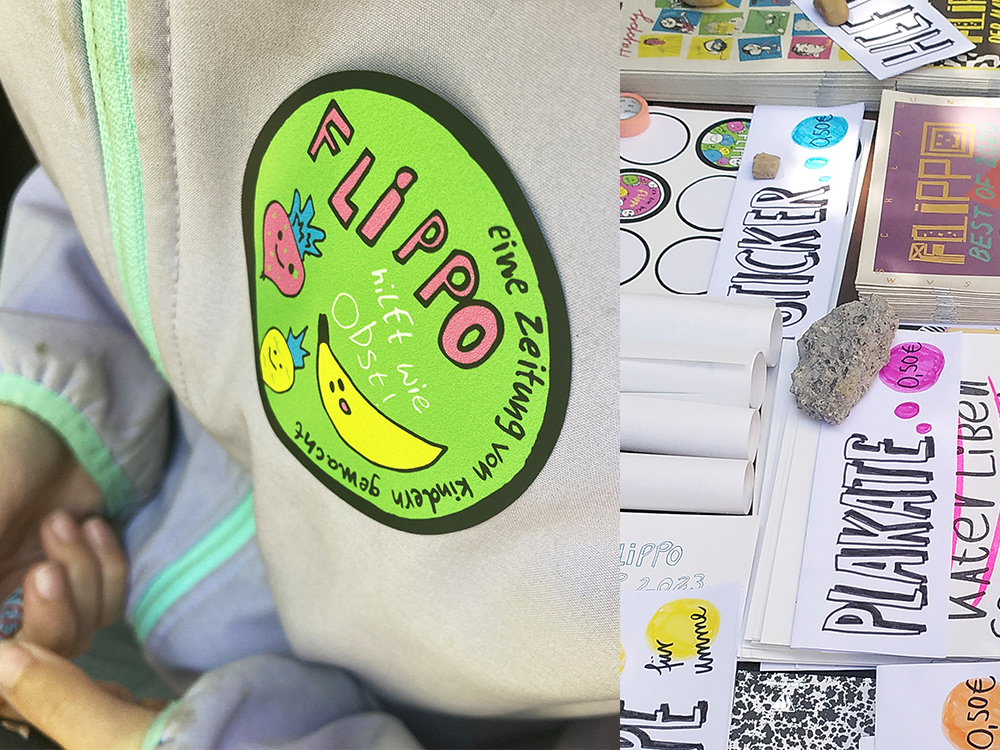 FLiPPO
eine Zeitung von Kindern gemacht
hilft wie
Obst!
0,50€
STICKER
FLiPPO
BEST OF
0,50€
PLAKATE
Kater
LiBEN
LiPPO
2023
für
umme
0,50€